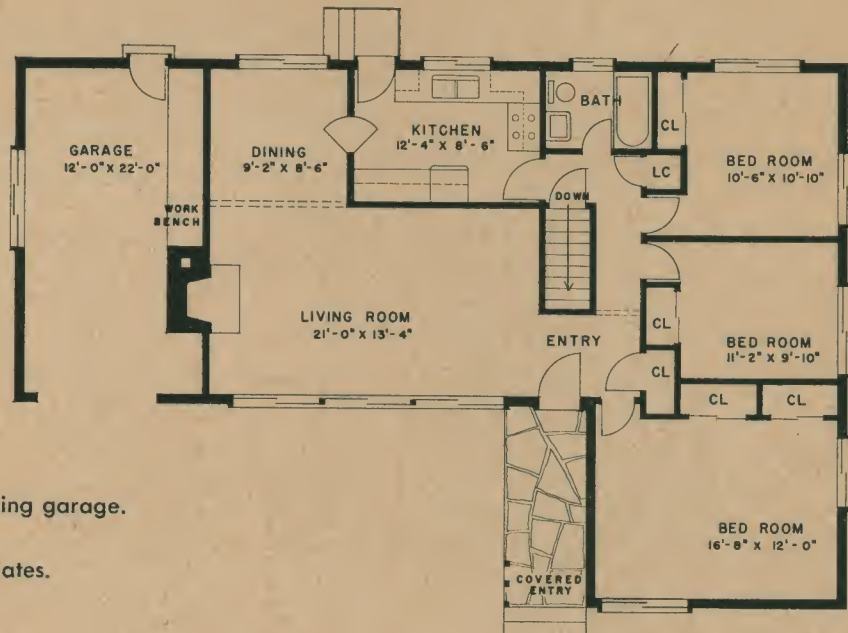 GARAGE
12'-0" X 22'-0"
WORK
BENCH
DINING
9'-2" X 8'-6"
KITCHEN
12'-4" X 8'-6"
BATH
CL
LC
BED ROOM
10'-6" X 10'-10"
DOWN
LIVING ROOM
21'-0" X 13'-4"
ENTRY
CL
BED ROOM
11'-2" X 9'-10"
CL
CL
CL
BED ROOM
16'-8" X 12'-0"
COVERED
ENTRY
ing garage.
ates.